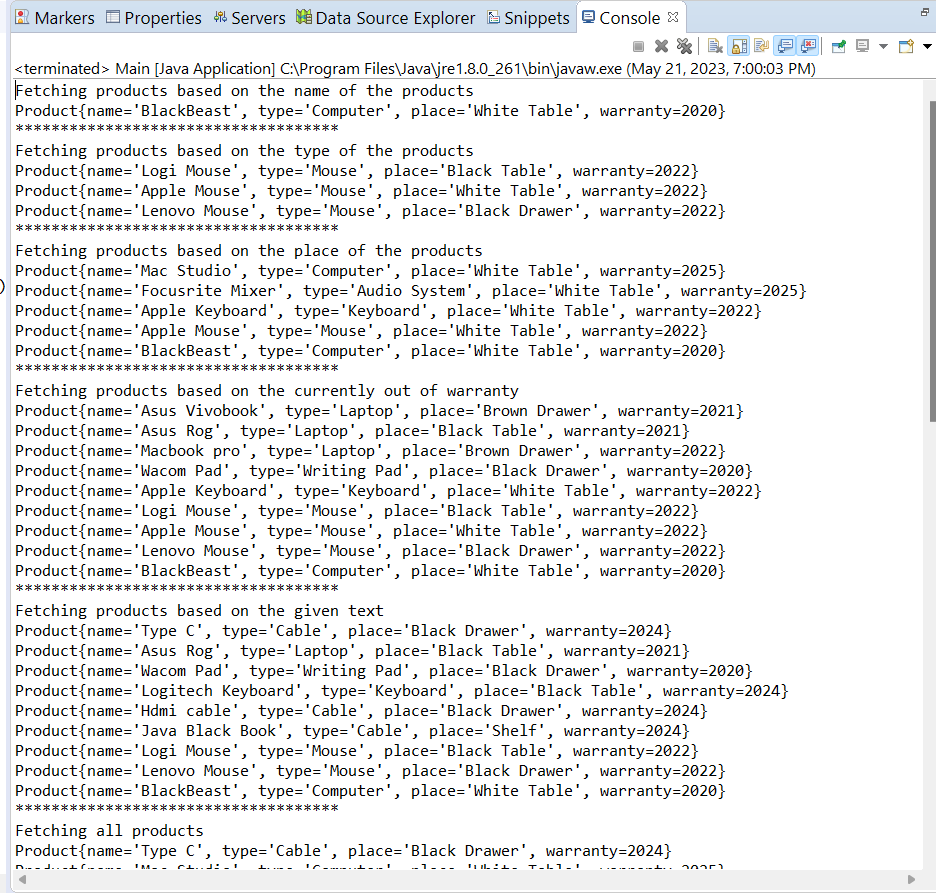 Markers Properties Servers Data Source Explorer Snippets Console
<terminated> Main [Java Application] C:\Program Files\Java\jre1.8.0_261\bin\javaw.exe (May 21, 2023, 7:00:03 PM)
Fetching products based on the name of the products
Product{name='BlackBeast', type='Computer', place='White Table', warranty=2020}
************************************
Fetching products based on the type of the products
Product{name='Logi Mouse', type='Mouse', place='Black Table', warranty=2022}
Product{name='Apple Mouse', type='Mouse', place='White Table', warranty=2022}
Product{name='Lenovo Mouse', type='Mouse', place='Black Drawer', warranty=2022}
************************************
Fetching products based on the place of the products
Product{name='Mac Studio', type='Computer', place='White Table', warranty=2025}
Product{name='Focusrite Mixer', type='Audio System', place='White Table', warranty=2025}
Product{name='Apple Keyboard', type='Keyboard', place='White Table', warranty=2022}
Product{name='Apple Mouse', type='Mouse', place='White Table', warranty=2022}
Product{name='BlackBeast', type='Computer', place='White Table', warranty=2020}
************************************
Fetching products based on the currently out of warranty
Product{name='Asus Vivobook', type='Laptop', place='Brown Drawer', warranty=2021}
Product{name='Asus Rog', type='Laptop', place='Black Table', warranty=2021}
Product{name='Macbook pro', type='Laptop', place='Brown Drawer', warranty=2022}
Product{name='Wacom Pad', type='Writing Pad', place='Black Drawer', warranty=2020}
Product{name='Apple Keyboard', type='Keyboard', place='White Table', warranty=2022}
Product{name='Logi Mouse', type='Mouse', place='Black Table', warranty=2022}
Product{name='Apple Mouse', type='Mouse', place='White Table', warranty=2022}
Product{name='Lenovo Mouse', type='Mouse', place='Black Drawer', warranty=2022}
Product{name='BlackBeast', type='Computer', place='White Table', warranty=2020}
************************************
Fetching products based on the given text
Product{name='Type C', type='Cable', place='Black Drawer', warranty=2024}
Product{name='Asus Rog', type='Laptop', place='Black Table', warranty=2021}
Product{name='Wacom Pad', type='Writing Pad', place='Black Drawer', warranty=2020}
Product{name='Logitech Keyboard', type='Keyboard', place='Black Table', warranty=2024}
Product{name='Hdmi cable', type='Cable', place='Black Drawer', warranty=2024}
Product{name='Java Black Book', type='Cable', place='Shelf', warranty=2024}
Product{name='Logi Mouse', type='Mouse', place='Black Table', warranty=2022}
Product{name='Lenovo Mouse', type='Mouse', place='Black Drawer', warranty=2022}
Product{name='BlackBeast', type='Computer', place='White Table', warranty=2020}
************************************
Fetching all products
Product{name='Type C', type='Cable', place='Black Drawer', warranty=2024}
Product{name='Mac Studio', type='Computer', place='White Table', warranty=2025}